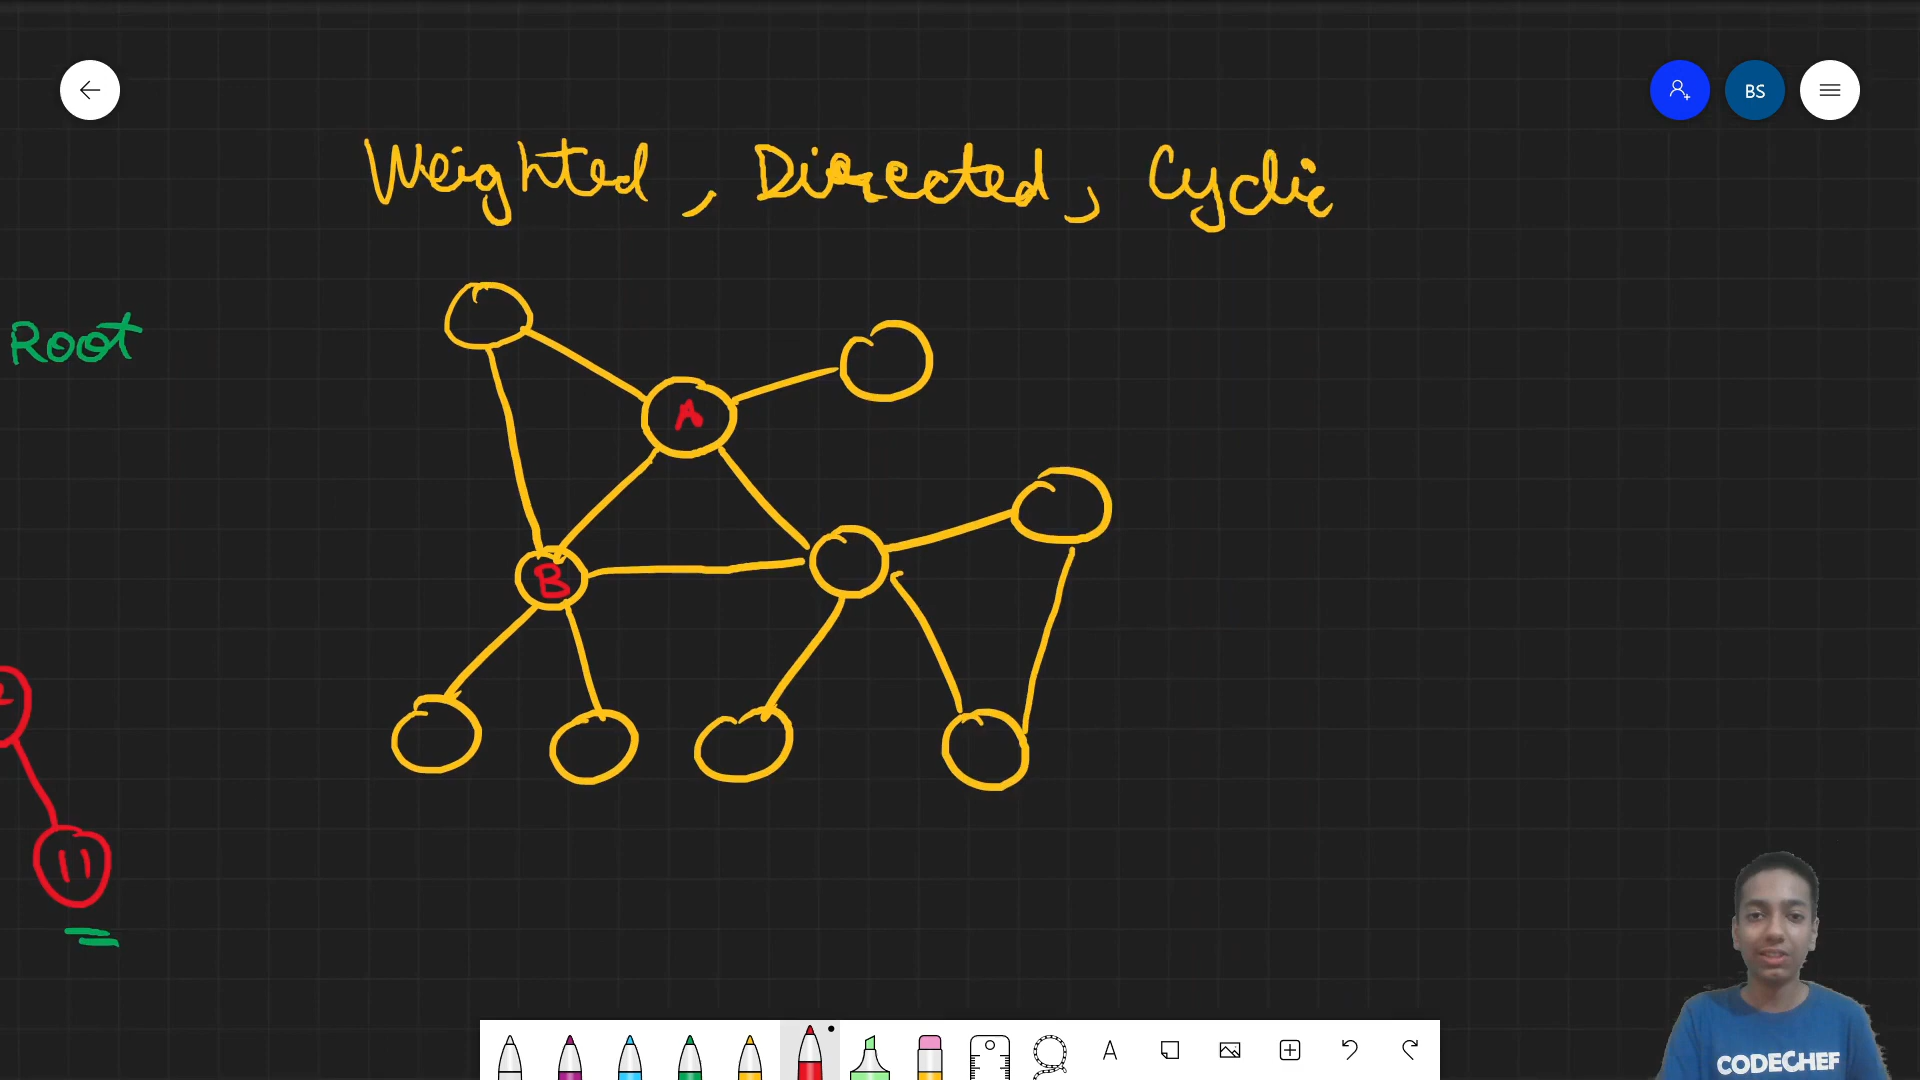 BS
Weighted, Directed, Cyclic
Root
A
B
11
A
CODECHEF